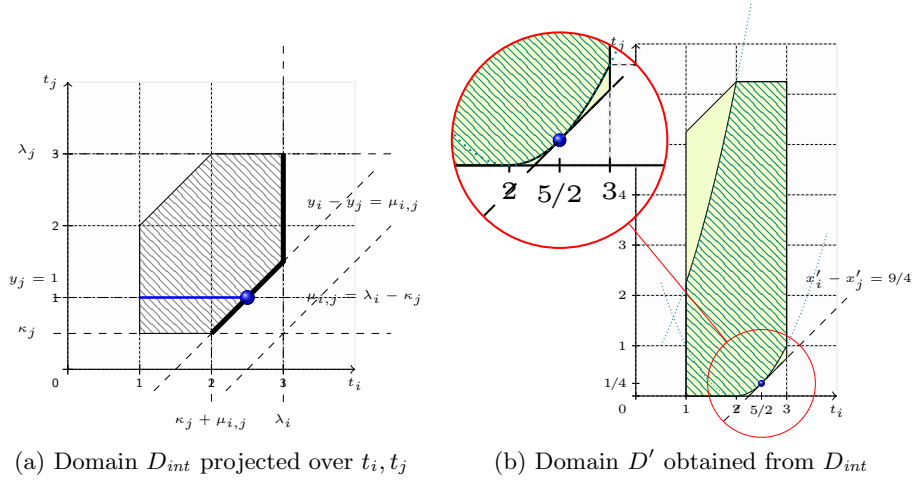 t_j
λ_j
3
y_i − y_j = μ_{i,j}
2
y_j = 1
1
μ_{i,j} = λ_i − κ_j
κ_j
0
1
2
3
t_i
κ_j + μ_{i,j}
λ_i
(a) Domain D_{int} projected over t_i, t_j
t_j
2
5/2
3
4
3
x'_i − x'_j = 9/4
2
1
1/4
0
1
2
5/2
3
t_i
(b) Domain D' obtained from D_{int}